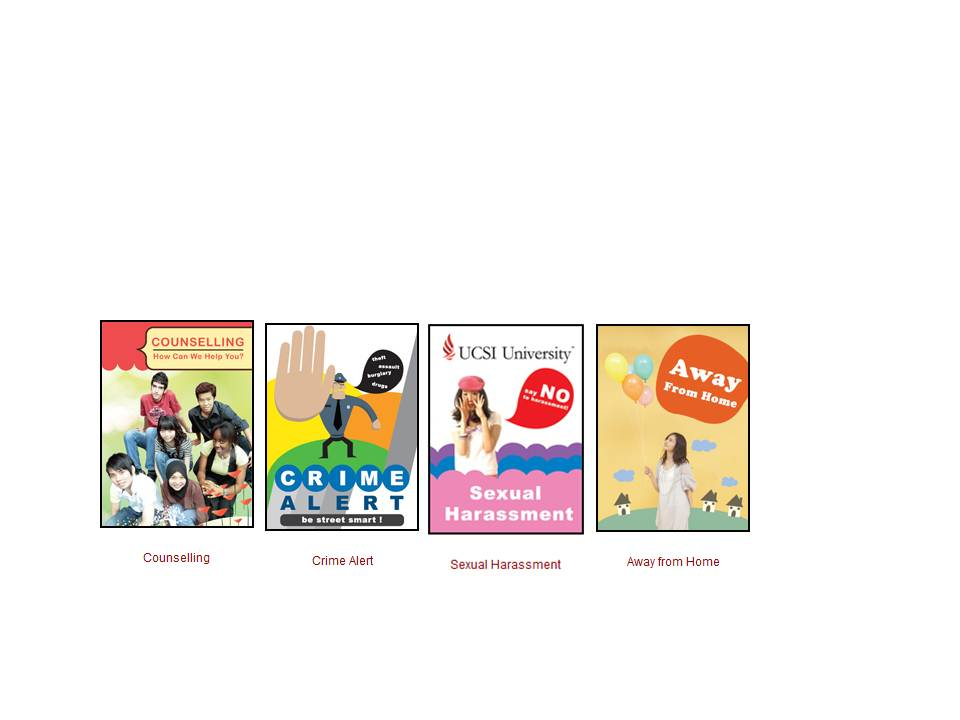 COUNSELLING
How Can We Help You?
Counselling
theft
assault
burglary
drugs
CRIME
ALERT
be street smart !
Crime Alert
UCSI University™
say NO
to harassment!
Sexual
Harassment
Sexual Harassment
Away
From Home
Away from Home